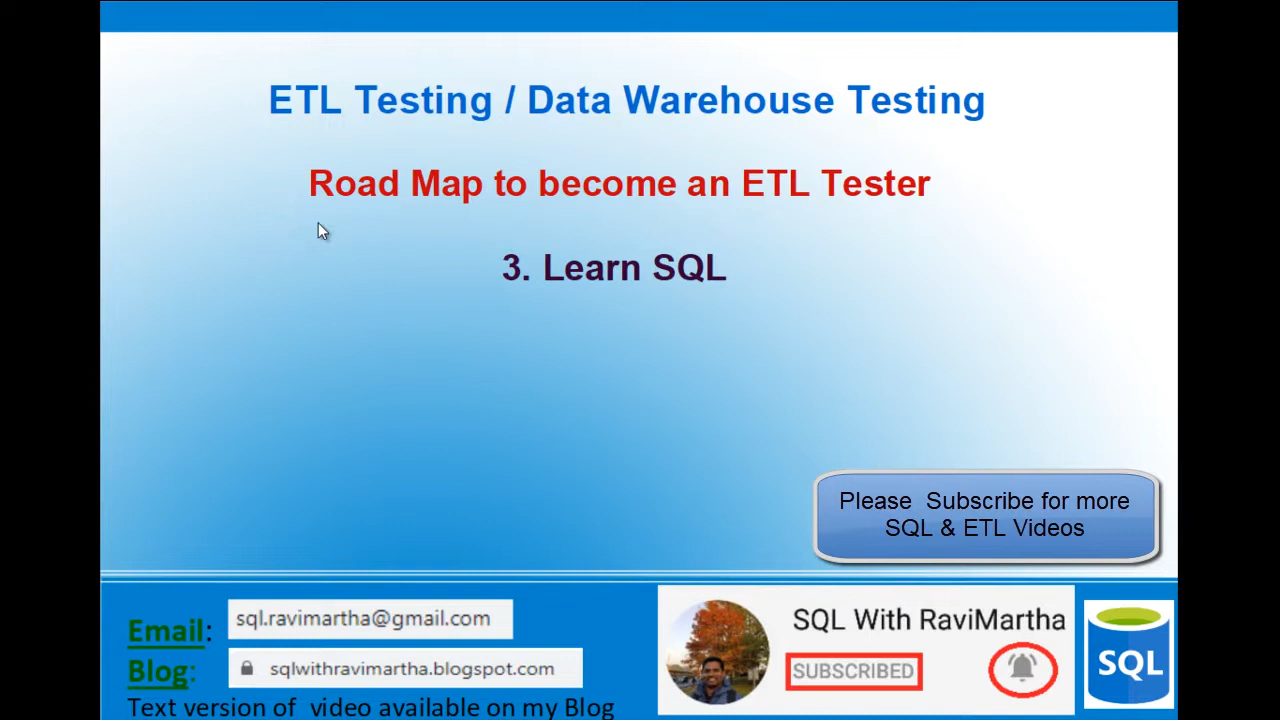 ETL Testing / Data Warehouse Testing
Road Map to become an ETL Tester
3. Learn SQL
Please Subscribe for more
SQL & ETL Videos
Email: sql.ravimartha@gmail.com
Blog: sqlwithravimartha.blogspot.com
Text version of video available on my Blog
SQL With RaviMartha
SUBSCRIBED
SQL